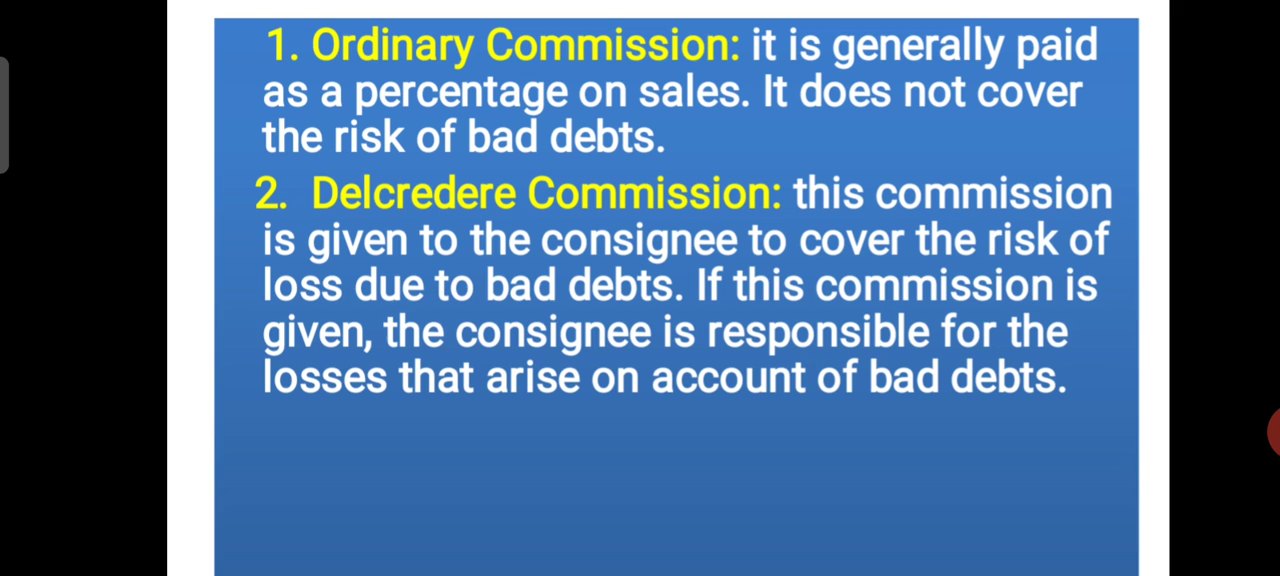 1. Ordinary Commission: it is generally paid
as a percentage on sales. It does not cover
the risk of bad debts.
2. Delcredere Commission: this commission
is given to the consignee to cover the risk of
loss due to bad debts. If this commission is
given, the consignee is responsible for the
losses that arise on account of bad debts.